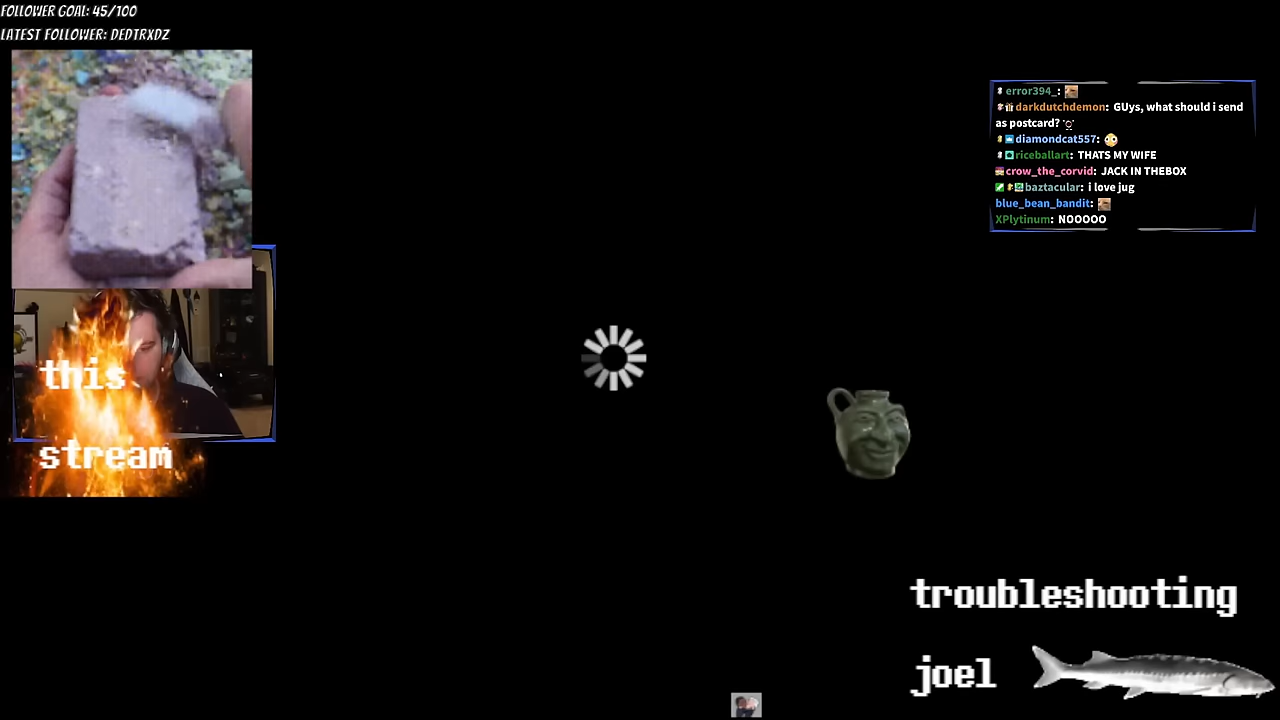 FOLLOWER GOAL: 45/100
LATEST FOLLOWER: DEDTRXDZ
error394_:
darkdutchdemon: GUys, what should i send
as postcard?
diamondcat557:
riceballart: THATS MY WIFE
crow_the_corvid: JACK IN THEBOX
baztacular: i love jug
blue_bean_bandit:
XPlytinum: NOOOOO
this
stream
troubleshooting
joel